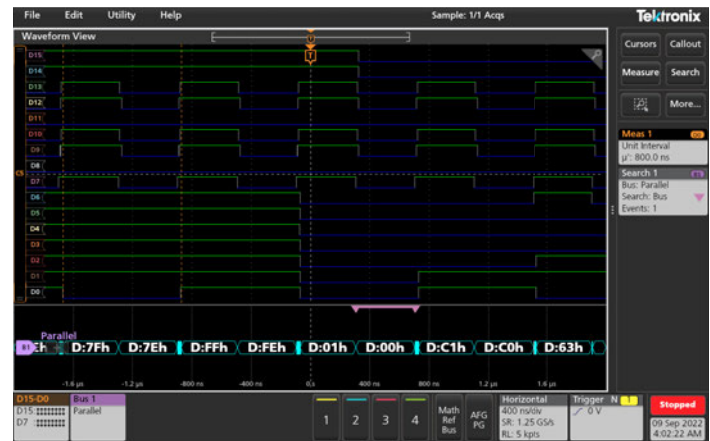 File Edit Utility Help Sample: 1/1 Acqs Tektronix
Waveform View
T
D15
D14
D13
D12
D11
D10
D9
D8
D7
D6
D5
D4
D3
D2
D1
D0
C5
Parallel
B1 Eh D:7Fh D:7Eh D:FFh D:FEh D:01h D:00h D:C1h D:C0h D:63h
-1.6 µs -1.2 µs -800 ns -400 ns 0 s 400 ns 800 ns 1.2 µs 1.6 µs
Cursors Callout
Measure Search
More...
Meas 1
Unit Interval
µ': 800.0 ns
Search 1 B1
Bus: Parallel
Search: Bus
Events: 1
D15-D0
D15:
D7
Bus 1
Parallel
1 2 3 4
Math
Ref
Bus
AFG
PG
Horizontal
400 ns/div
SR: 1.25 GS/s
RL: 5 kpts
Trigger N 1
0 V
Stopped
09 Sep 2022
4:02:22 AM